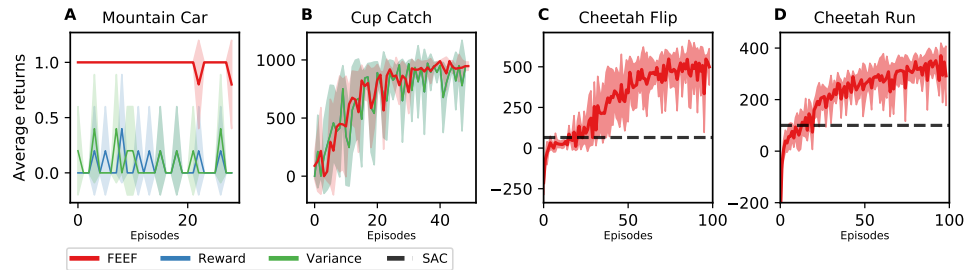 A Mountain Car
B Cup Catch
C Cheetah Flip
D Cheetah Run
Average returns
1.0
0.5
0.0
0 20
Episodes
1000
500
0
0 20 40
Episodes
500
250
0
−250
0 50 100
Episodes
400
200
0
−200
0 50 100
Episodes
FEEF Reward Variance SAC